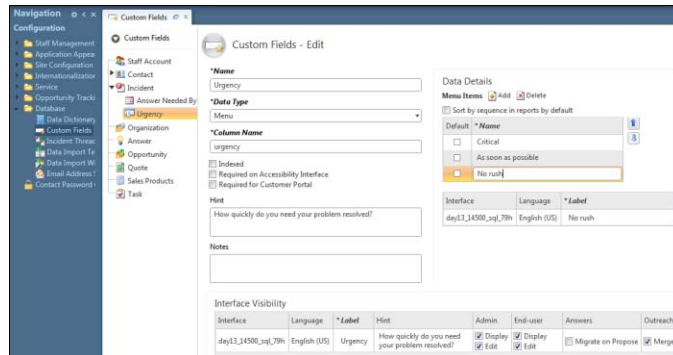 Navigation
Configuration
Staff Management
Application Appea
Site Configuration
Internationalization
Service
Opportunity Tracki
Database
Data Dictionary
Custom Fields
Incident Thread
Data Import Te
Data Import Wi
Email Address S
Contact Password
Custom Fields
Custom Fields
Staff Account
Contact
Incident
Answer Needed By
Urgency
Organization
Answer
Opportunity
Quote
Sales Products
Task
Custom Fields - Edit
*Name
Urgency
*Data Type
Menu
*Column Name
urgency
Indexed
Required on Accessibility Interface
Required for Customer Portal
Hint
How quickly do you need your problem resolved?
Notes
Data Details
Menu Items Add Delete
Sort by sequence in reports by default
Default *Name
Critical
As soon as possible
No rush
Interface Language *Label
day13_14500_sql_79h English (US) No rush
Interface Visibility
Interface Language *Label Hint Admin End-user Answers Outreach
day13_14500_sql_79h English (US) Urgency How quickly do you need Display Display Migrate on Propose Merge
your problem resolved? Edit Edit